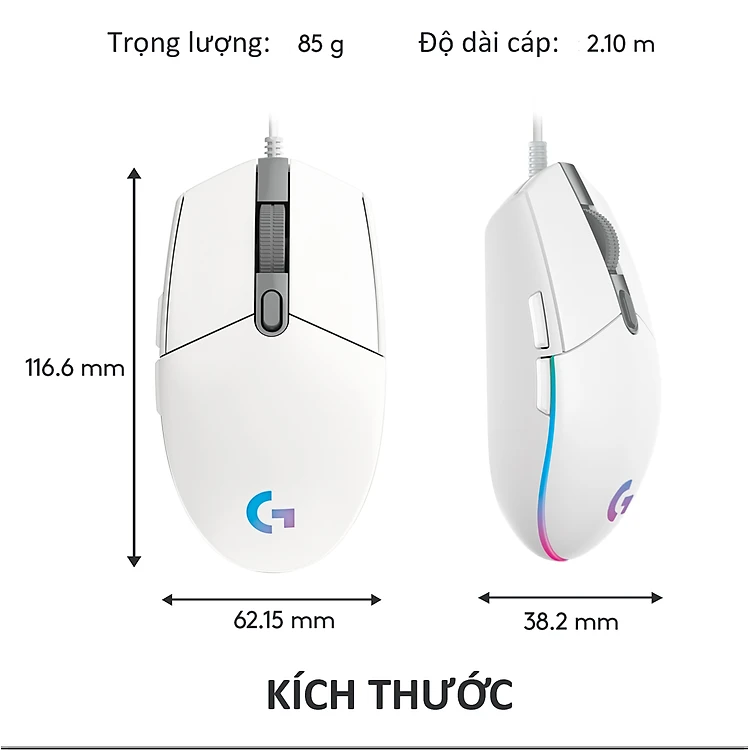 Trọng lượng: 85 g Độ dài cáp: 2.10 m
116.6 mm
62.15 mm 38.2 mm
KÍCH THƯỚC